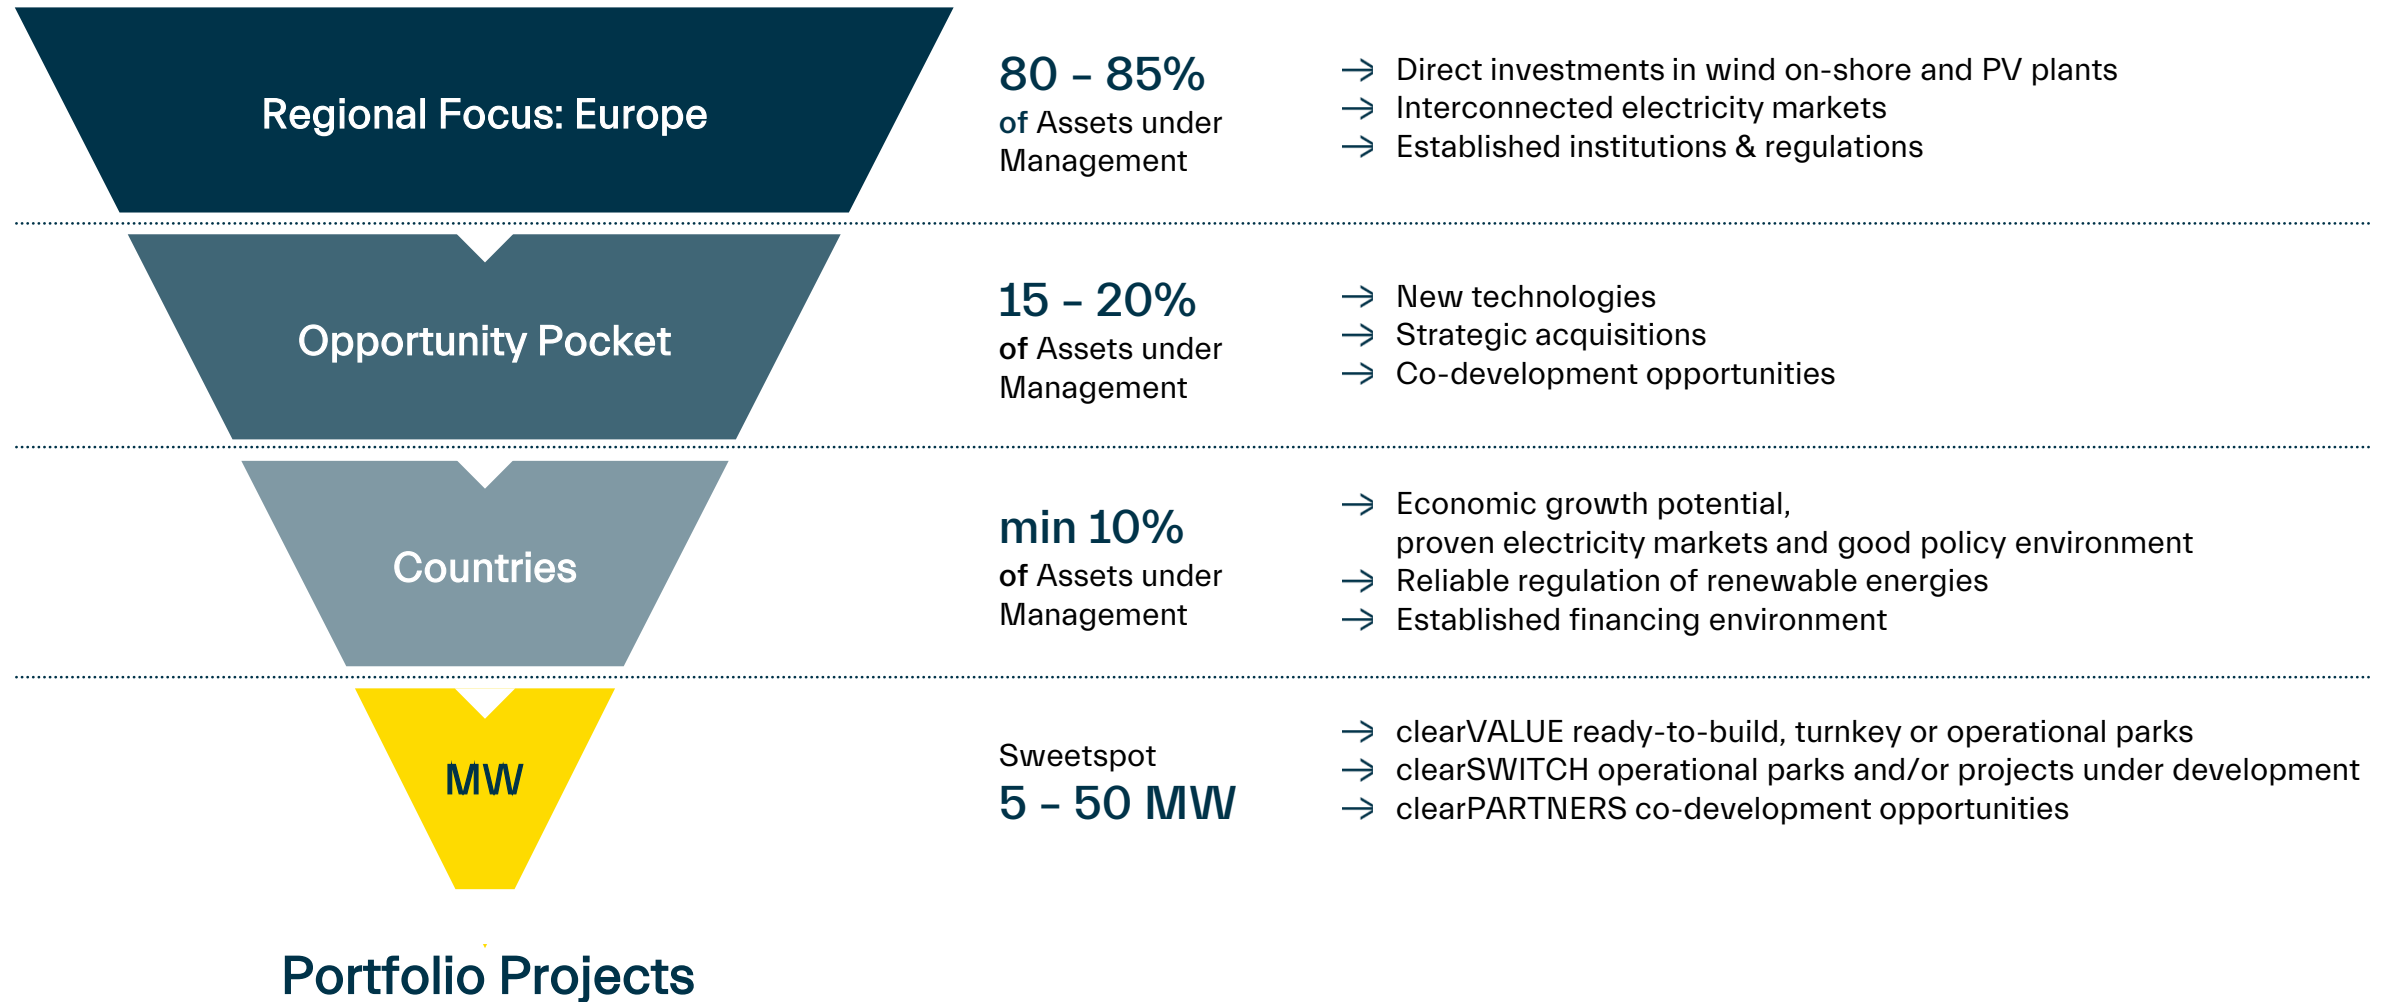 Regional Focus: Europe
80 – 85%
of Assets under
Management
→ Direct investments in wind on-shore and PV plants
→ Interconnected electricity markets
→ Established institutions & regulations
Opportunity Pocket
15 – 20%
of Assets under
Management
→ New technologies
→ Strategic acquisitions
→ Co-development opportunities
Countries
min 10%
of Assets under
Management
→ Economic growth potential,
proven electricity markets and good policy environment
→ Reliable regulation of renewable energies
→ Established financing environment
MW
Sweetspot
5 – 50 MW
→ clearVALUE ready-to-build, turnkey or operational parks
→ clearSWITCH operational parks and/or projects under development
→ clearPARTNERS co-development opportunities
Portfolio Projects